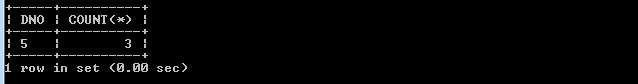 +-----+----------+
| DNO | COUNT(*) |
+-----+----------+
| 5   |        3 |
+-----+----------+
1 row in set (0.00 sec)